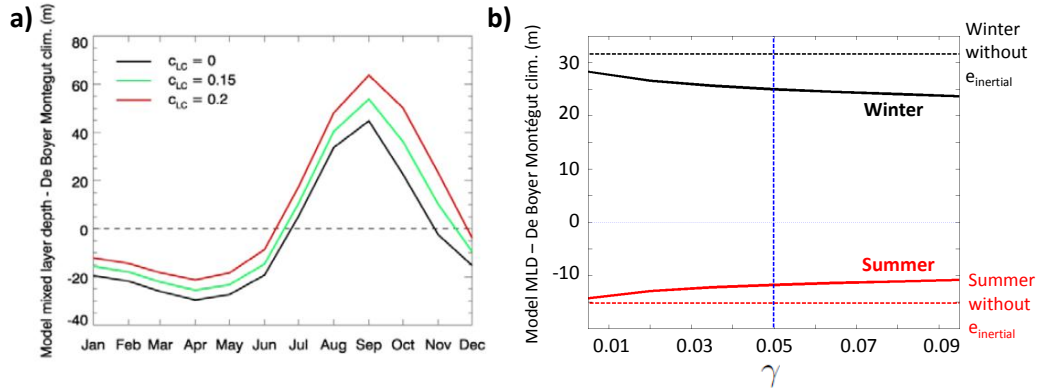 a)
Model mixed layer depth - De Boyer Montegut clim. (m)
80
60
40
20
0
-20
-40
c_LC = 0
c_LC = 0.15
c_LC = 0.2
Jan Feb Mar Apr May Jun Jul Aug Sep Oct Nov Dec
b)
Model MLD – De Boyer Montégut clim. (m)
30
20
10
0
-10
Winter
without
e_inertial
Winter
Summer
Summer
without
e_inertial
0.01 0.03 0.05 0.07 0.09
γ